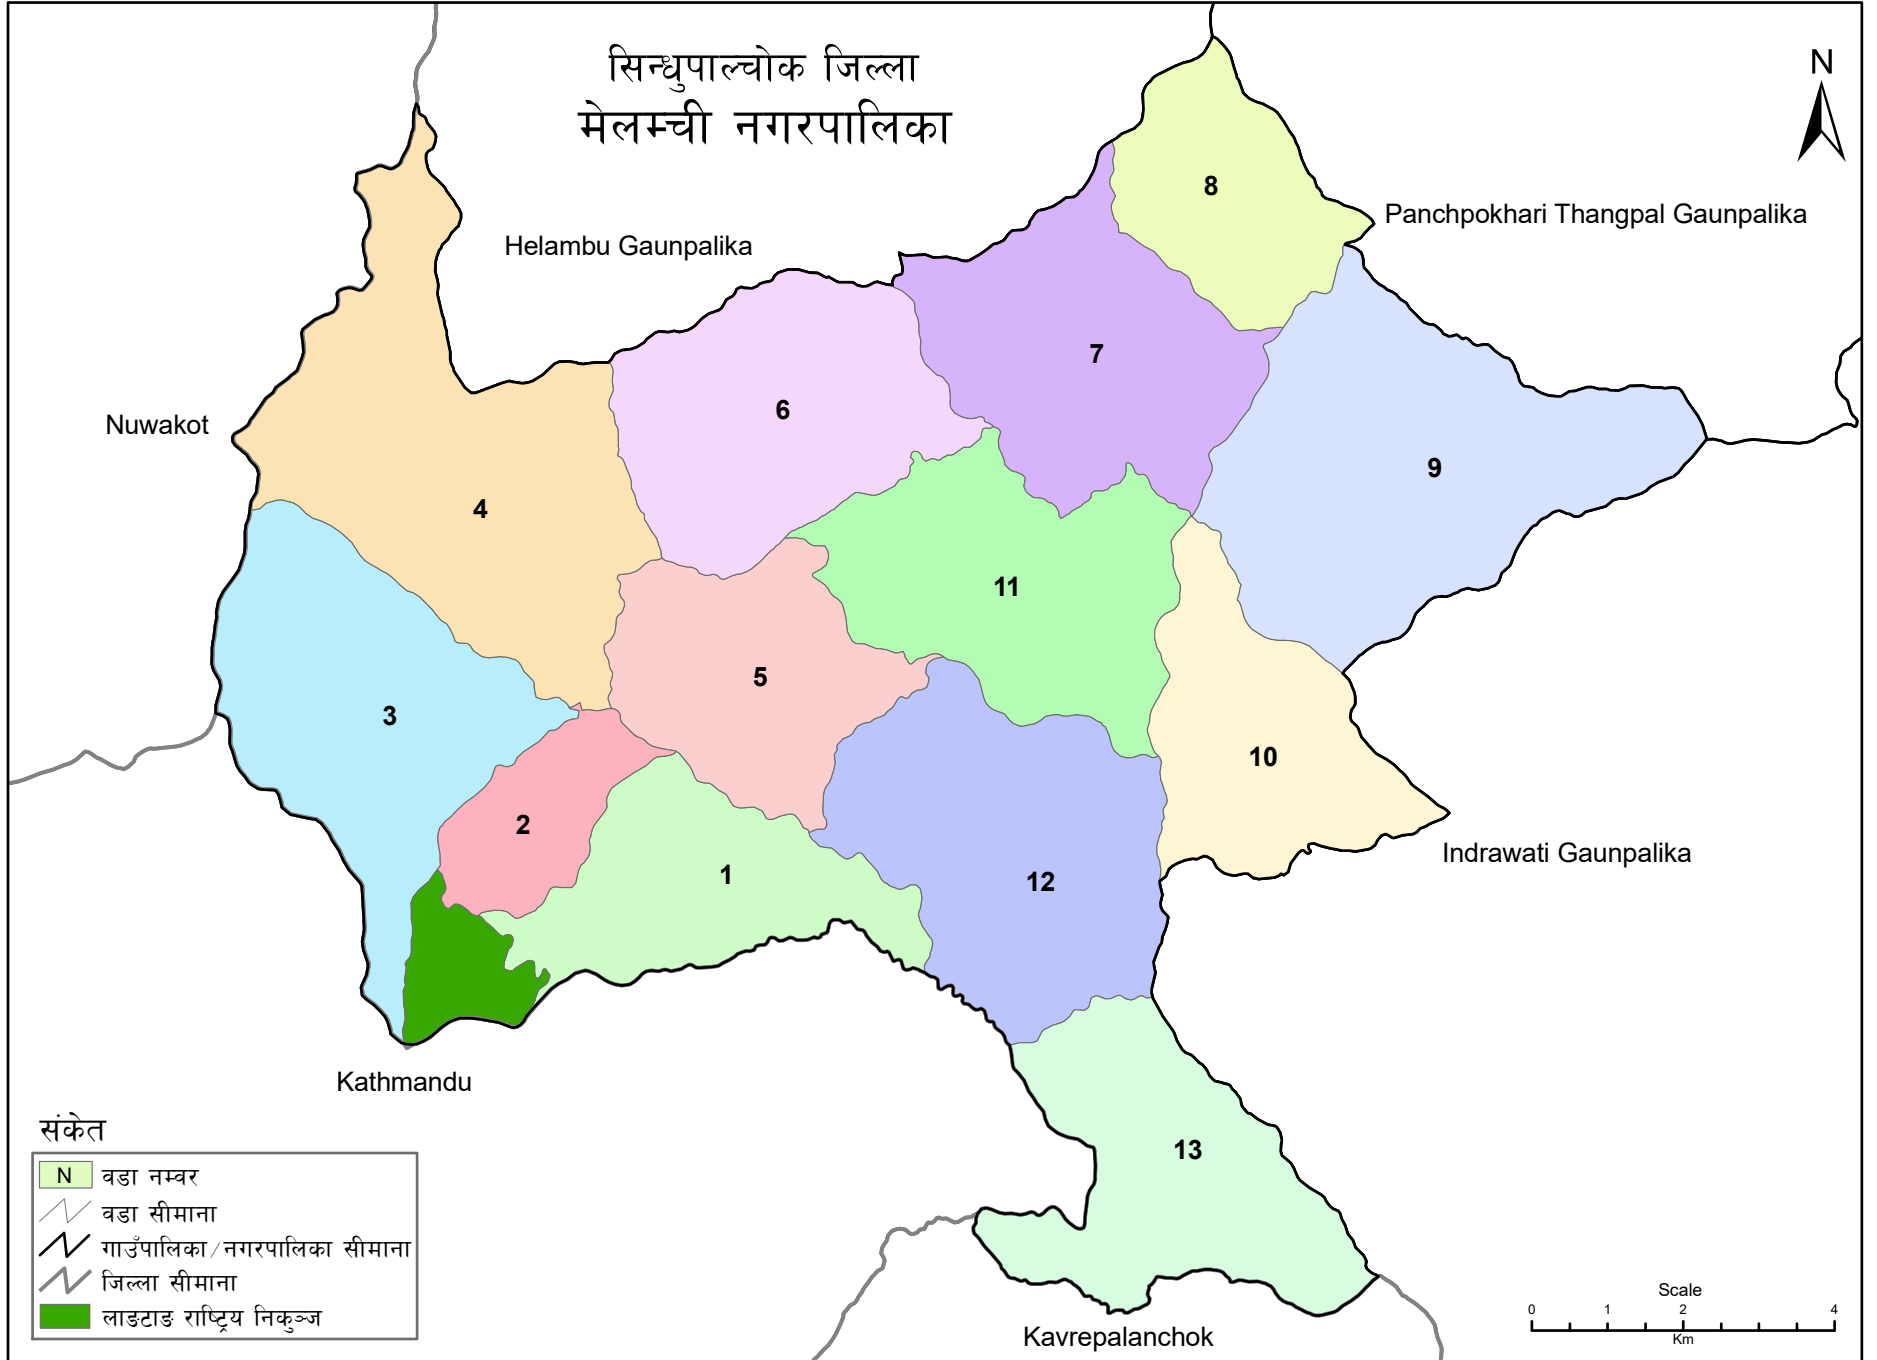 सिन्धुपाल्चोक जिल्ला
मेलम्ची नगरपालिका
N
8
Panchpokhari Thangpal Gaunpalika
Helambu Gaunpalika
7
6
Nuwakot
9
4
11
5
3
10
2
Indrawati Gaunpalika
1
12
Kathmandu
13
संकेत
N वडा नम्वर
वडा सीमाना
गाउँपालिका/नगरपालिका सीमाना
जिल्ला सीमाना
लाङटाङ राष्ट्रिय निकुञ्ज
Kavrepalanchok
Scale
0 1 2 4
Km